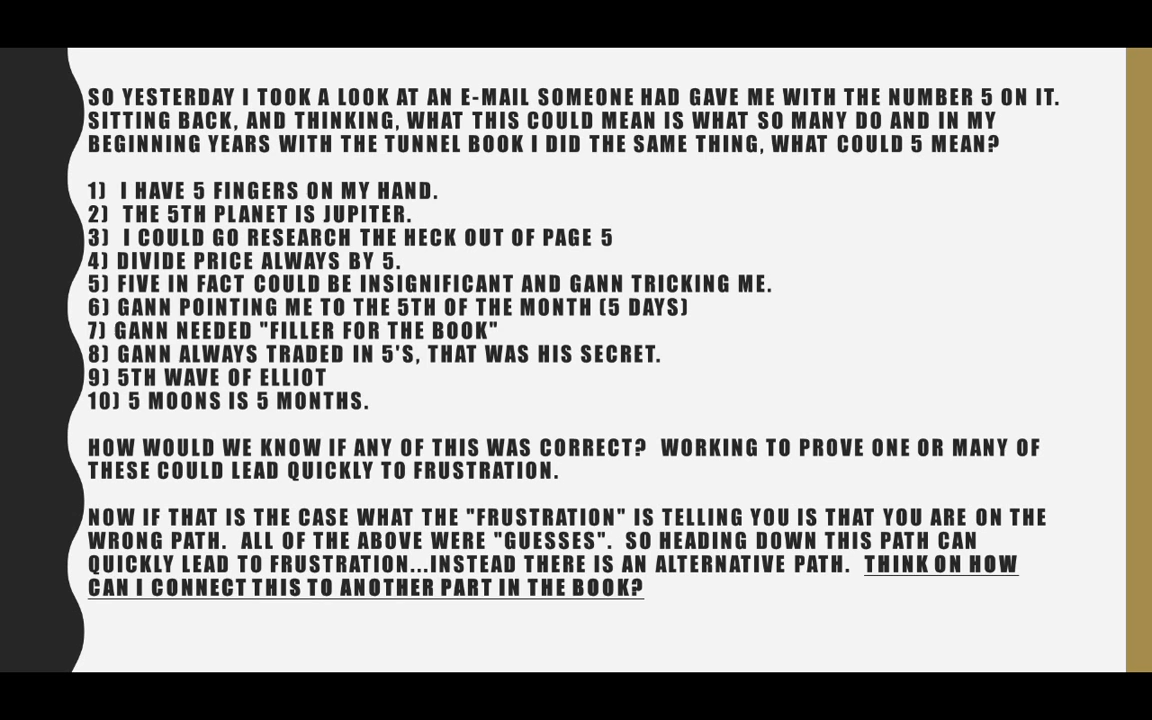 SO YESTERDAY I TOOK A LOOK AT AN E-MAIL SOMEONE HAD GAVE ME WITH THE NUMBER 5 ON IT.
SITTING BACK, AND THINKING, WHAT THIS COULD MEAN IS WHAT SO MANY DO AND IN MY
BEGINNING YEARS WITH THE TUNNEL BOOK I DID THE SAME THING, WHAT COULD 5 MEAN?
1) I HAVE 5 FINGERS ON MY HAND.
2) THE 5TH PLANET IS JUPITER.
3) I COULD GO RESEARCH THE HECK OUT OF PAGE 5
4) DIVIDE PRICE ALWAYS BY 5.
5) FIVE IN FACT COULD BE INSIGNIFICANT AND GANN TRICKING ME.
6) GANN POINTING ME TO THE 5TH OF THE MONTH (5 DAYS)
7) GANN NEEDED "FILLER FOR THE BOOK"
8) GANN ALWAYS TRADED IN 5'S, THAT WAS HIS SECRET.
9) 5TH WAVE OF ELLIOT
10) 5 MOONS IS 5 MONTHS.
HOW WOULD WE KNOW IF ANY OF THIS WAS CORRECT? WORKING TO PROVE ONE OR MANY OF
THESE COULD LEAD QUICKLY TO FRUSTRATION.
NOW IF THAT IS THE CASE WHAT THE "FRUSTRATION" IS TELLING YOU IS THAT YOU ARE ON THE
WRONG PATH. ALL OF THE ABOVE WERE "GUESSES". SO HEADING DOWN THIS PATH CAN
QUICKLY LEAD TO FRUSTRATION...INSTEAD THERE IS AN ALTERNATIVE PATH. THINK ON HOW
CAN I CONNECT THIS TO ANOTHER PART IN THE BOOK?